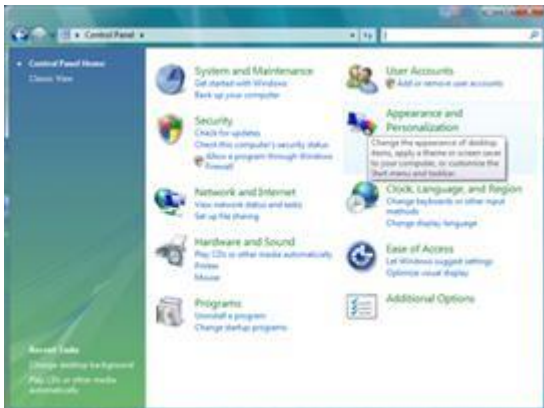 Control Panel
Control Panel Home
Classic View
System and Maintenance
Get started with Windows
Back up your computer
Security
Check for updates
Check this computer's security status
Allow a program through Windows
Firewall
Network and Internet
View network status and tasks
Set up file sharing
Hardware and Sound
Play CDs or other media automatically
Printer
Mouse
Programs
Uninstall a program
Change startup programs
User Accounts
Add or remove user accounts
Appearance and
Personalization
Change the appearance of desktop
items, apply a theme or screen saver
to your computer, or customize the
Start menu and taskbar.
Clock, Language, and Region
Change keyboards or other input
methods
Change display language
Ease of Access
Let Windows suggest settings
Optimize visual display
Additional Options
Recent Tasks
Change desktop background
Play CDs or other media
automatically